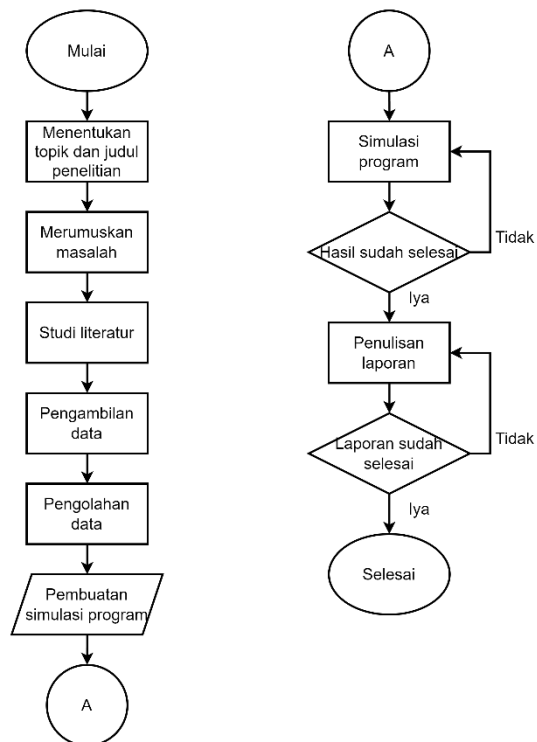 Mulai
Menentukan
topik dan judul
penelitian
Merumuskan
masalah
Studi literatur
Pengambilan
data
Pengolahan
data
Pembuatan
simulasi program
A
A
Simulasi
program
Hasil sudah selesai
Tidak
Iya
Penulisan
laporan
Laporan sudah
selesai
Tidak
Iya
Selesai